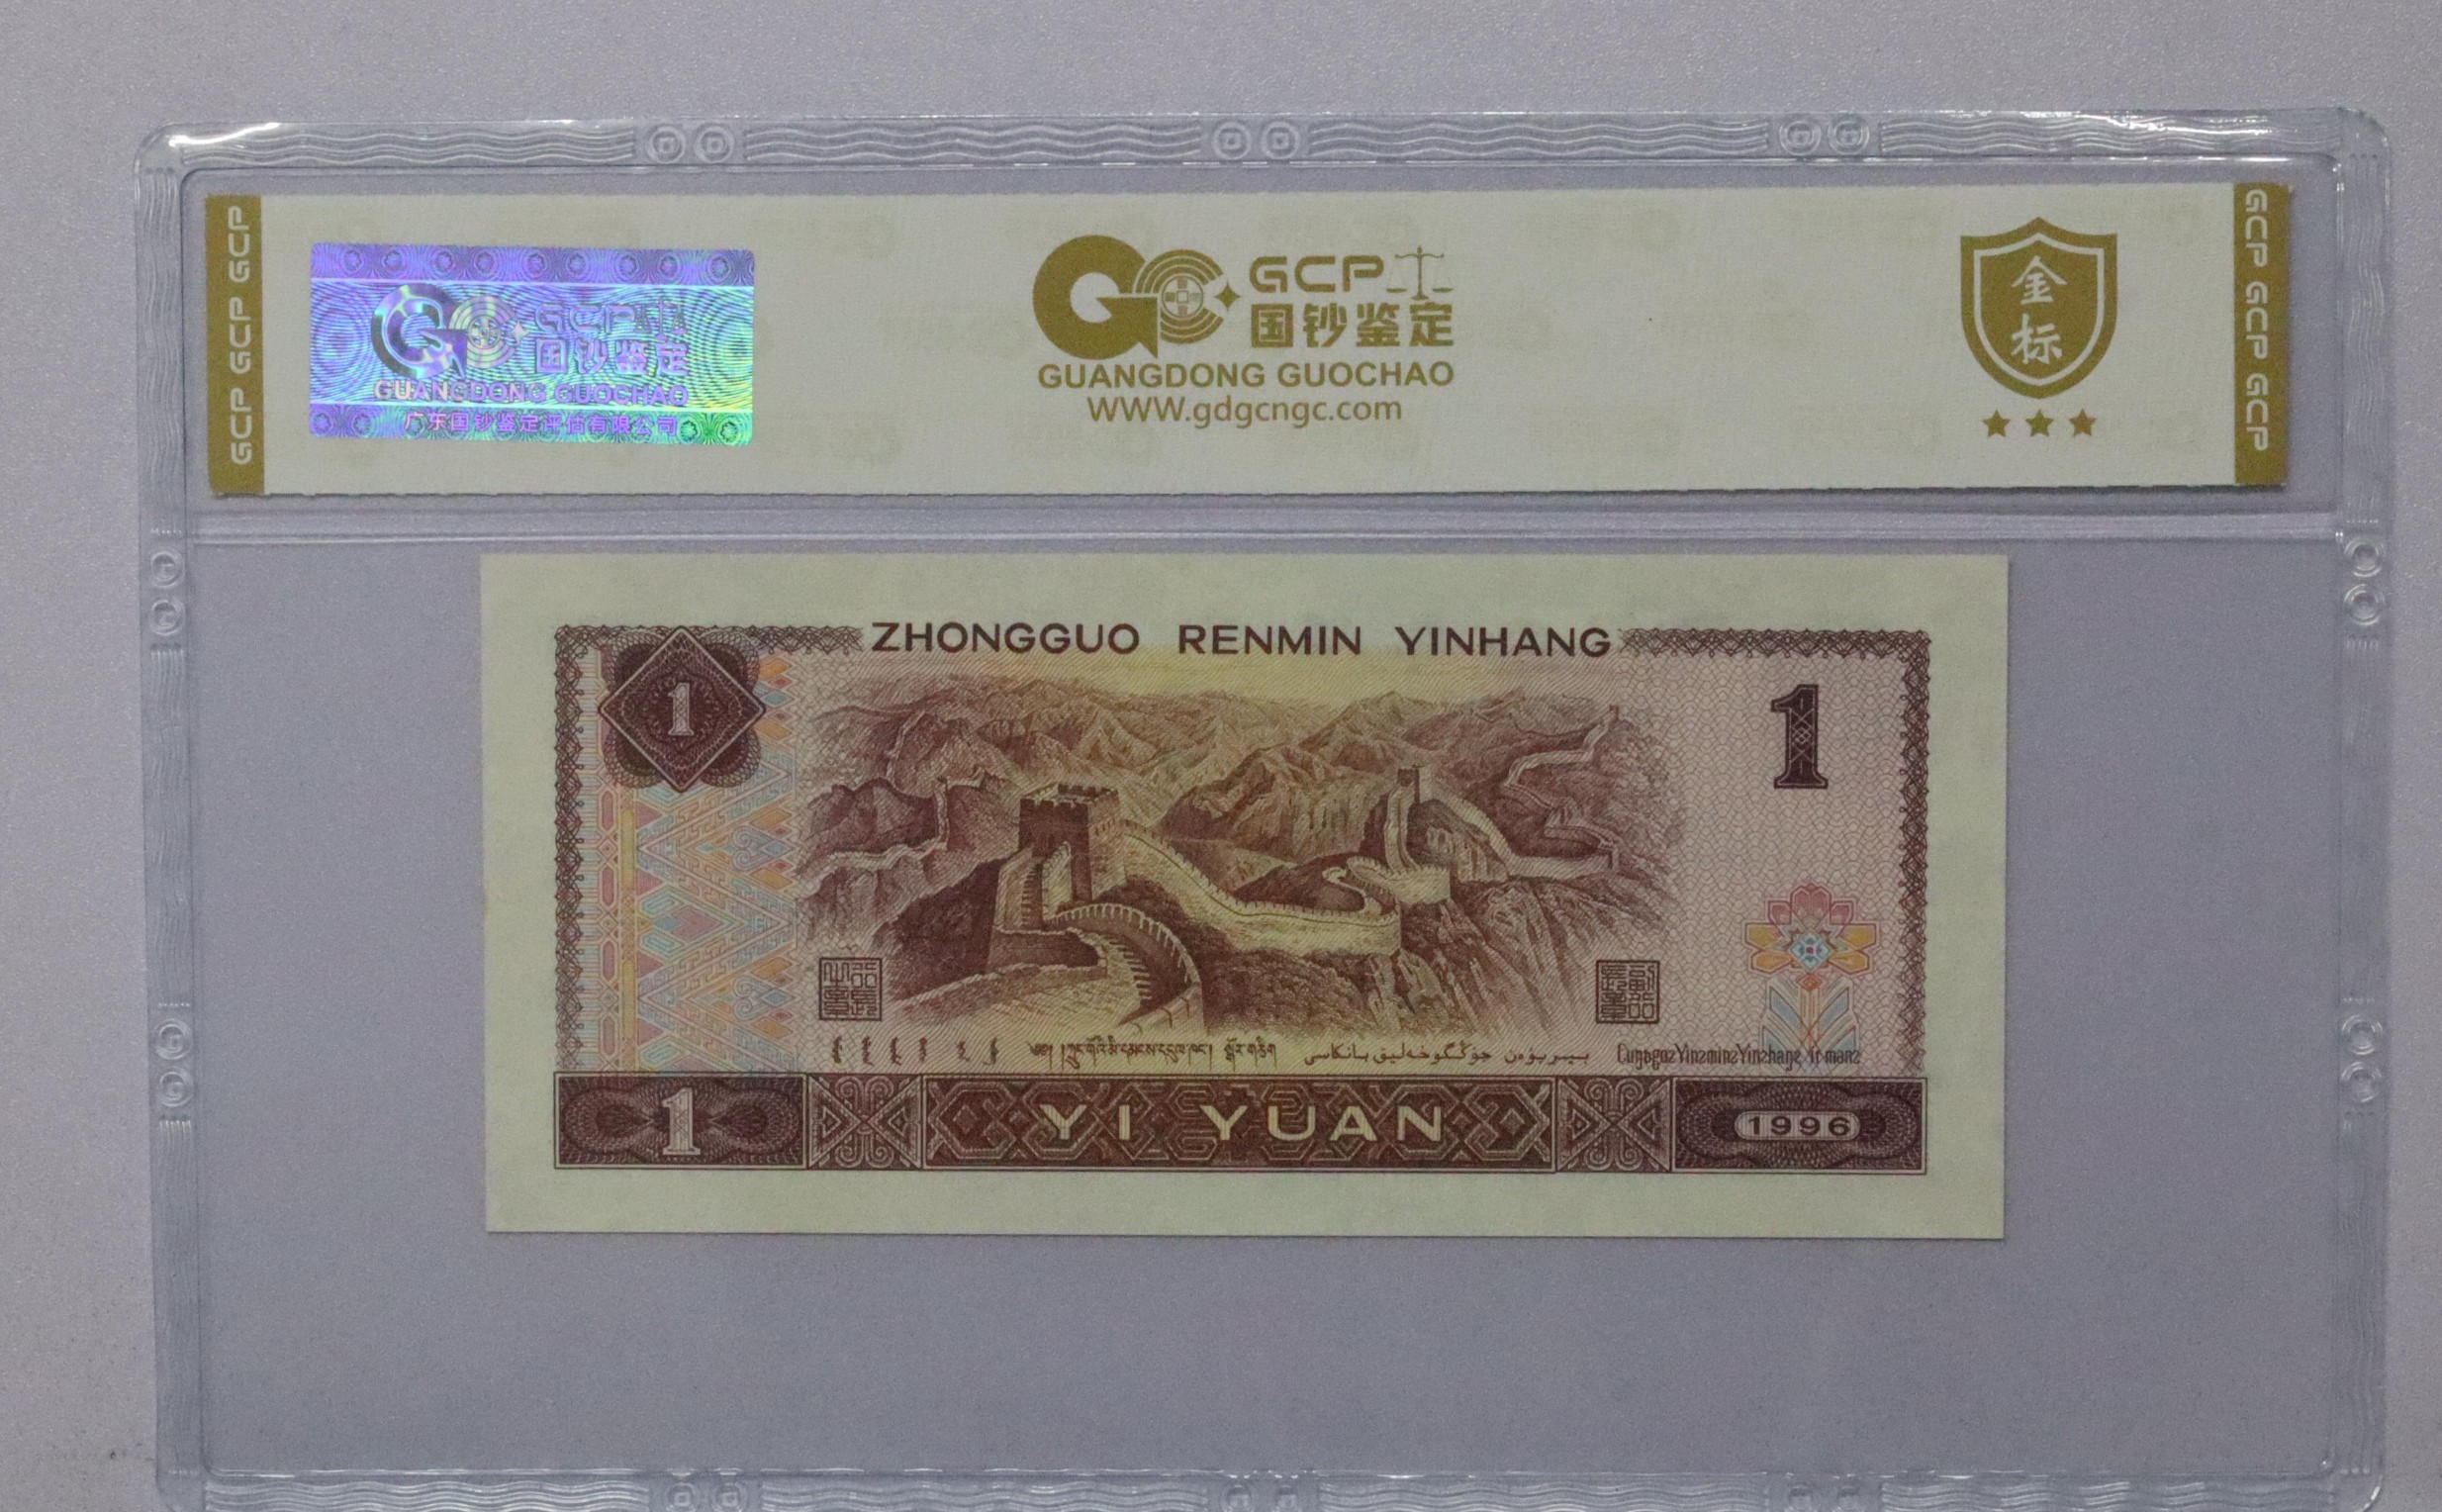 GCP GCP GCP
GCP
国钞鉴定
GUANGDONG GUOCHAO
广东国钞鉴定评估有限公司
GCP
国钞鉴定
GUANGDONG GUOCHAO
WWW.gdgcngc.com
金
标
GCP GCP GCP
ZHONGGUO RENMIN YINHANG
1
1
YI YUAN
1
1996